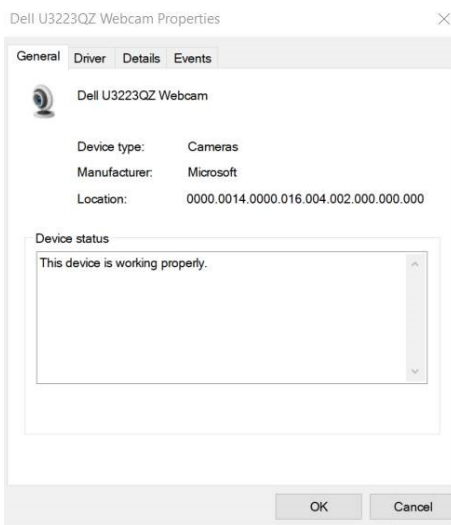 Dell U3223QZ Webcam Properties
General Driver Details Events
Dell U3223QZ Webcam
Device type: Cameras
Manufacturer: Microsoft
Location: 0000.0014.0000.016.004.002.000.000.000
Device status
This device is working properly.
OK Cancel